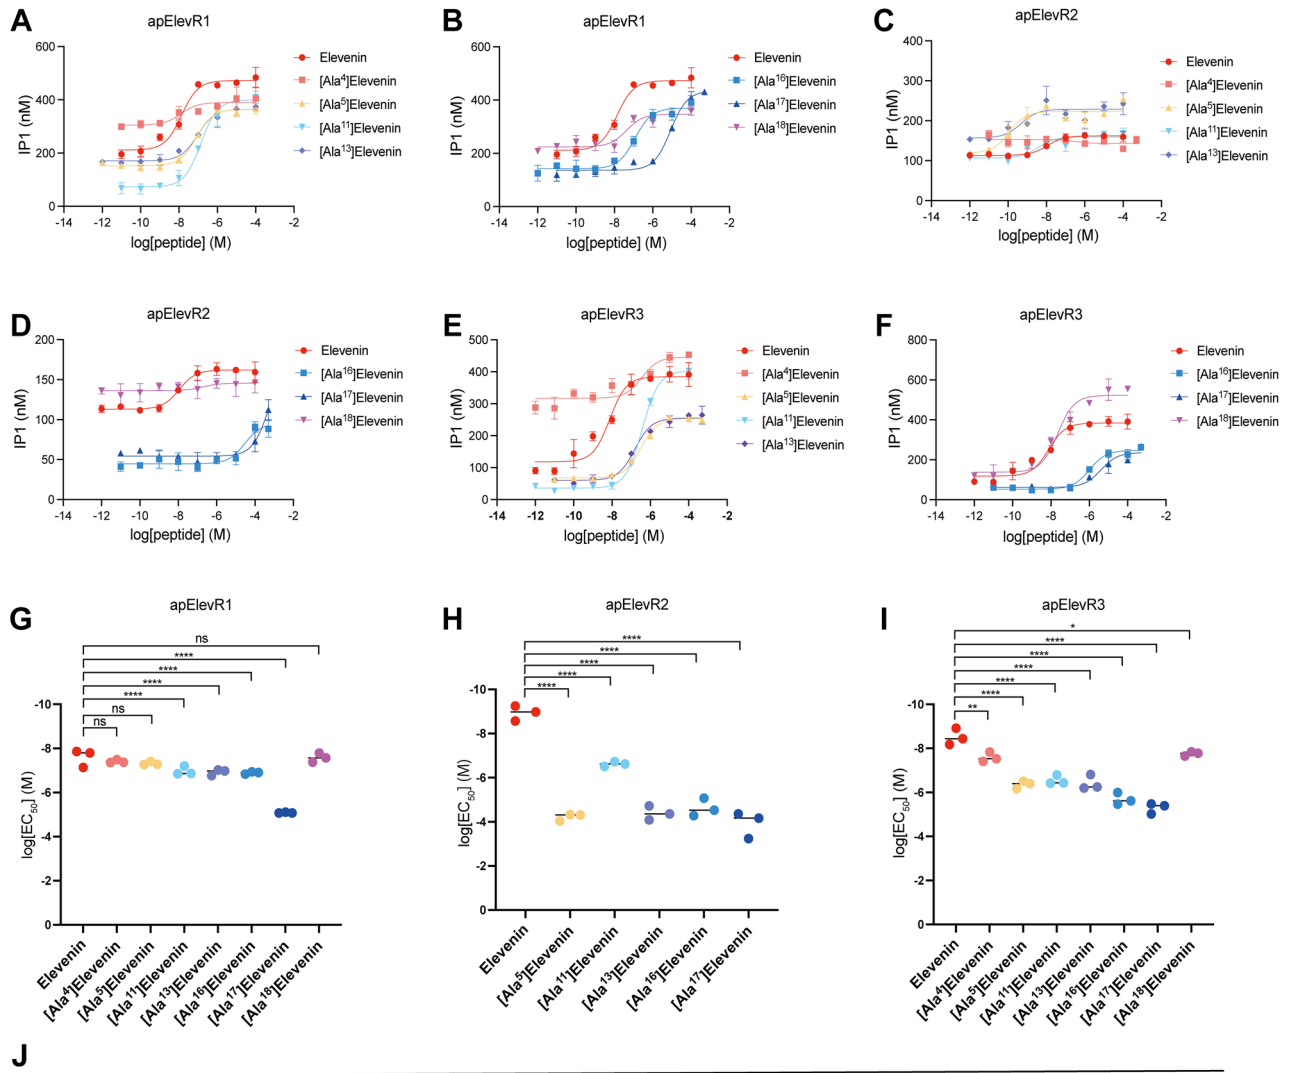 A
apElevR1
IP1 (nM)
600
400
200
0
-14 -12 -10 -8 -6 -4 -2
log[peptide] (M)
Elevenin
[Ala4]Elevenin
[Ala5]Elevenin
[Ala11]Elevenin
[Ala13]Elevenin
B
apElevR1
IP1 (nM)
600
400
200
0
-14 -12 -10 -8 -6 -4 -2
log[peptide] (M)
Elevenin
[Ala16]Elevenin
[Ala17]Elevenin
[Ala18]Elevenin
C
apElevR2
IP1 (nM)
400
300
200
100
0
-14 -12 -10 -8 -6 -4 -2
log[peptide] (M)
Elevenin
[Ala4]Elevenin
[Ala5]Elevenin
[Ala11]Elevenin
[Ala13]Elevenin
D
apElevR2
IP1 (nM)
200
150
100
50
0
-14 -12 -10 -8 -6 -4 -2
log[peptide] (M)
Elevenin
[Ala16]Elevenin
[Ala17]Elevenin
[Ala18]Elevenin
E
apElevR3
IP1 (nM)
500
400
300
200
100
0
-14 -12 -10 -8 -6 -4 -2
log[peptide] (M)
Elevenin
[Ala4]Elevenin
[Ala5]Elevenin
[Ala11]Elevenin
[Ala13]Elevenin
F
apElevR3
IP1 (nM)
800
600
400
200
0
-14 -12 -10 -8 -6 -4 -2
log[peptide] (M)
Elevenin
[Ala16]Elevenin
[Ala17]Elevenin
[Ala18]Elevenin
G
apElevR1
ns
****
****
****
****
ns
ns
log[EC50] (M)
-10
-8
-6
-4
-2
0
Elevenin
[Ala4]Elevenin
[Ala5]Elevenin
[Ala11]Elevenin
[Ala13]Elevenin
[Ala16]Elevenin
[Ala17]Elevenin
[Ala18]Elevenin
H
apElevR2
****
****
****
****
****
log[EC50] (M)
-10
-8
-6
-4
-2
0
Elevenin
[Ala5]Elevenin
[Ala11]Elevenin
[Ala13]Elevenin
[Ala16]Elevenin
[Ala17]Elevenin
I
apElevR3
*
****
****
****
****
****
**
log[EC50] (M)
-10
-8
-6
-4
-2
0
Elevenin
[Ala4]Elevenin
[Ala5]Elevenin
[Ala11]Elevenin
[Ala13]Elevenin
[Ala16]Elevenin
[Ala17]Elevenin
[Ala18]Elevenin
J